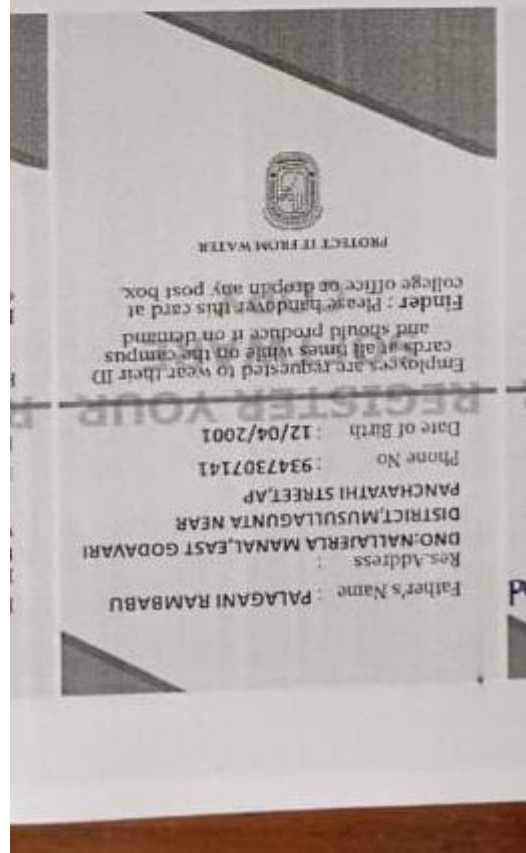 Father's Name : PALAGANI RAMBABU
Res.Address :
DNO:NALLAJERLA MANAL,EAST GODAVARI
DISTRICT,MUSULLAGUNTA NEAR
PANCHAYATHI STREET,AP
Phone No : 9347307141
Date of Birth : 12/04/2001
REGISTER YOUR
Employees are requested to wear their ID
cards at all times while on the campus
and should produce it on demand
Finder : Please handover this card at
college office or dropin any post box.
PROTECT IT FROM WATER